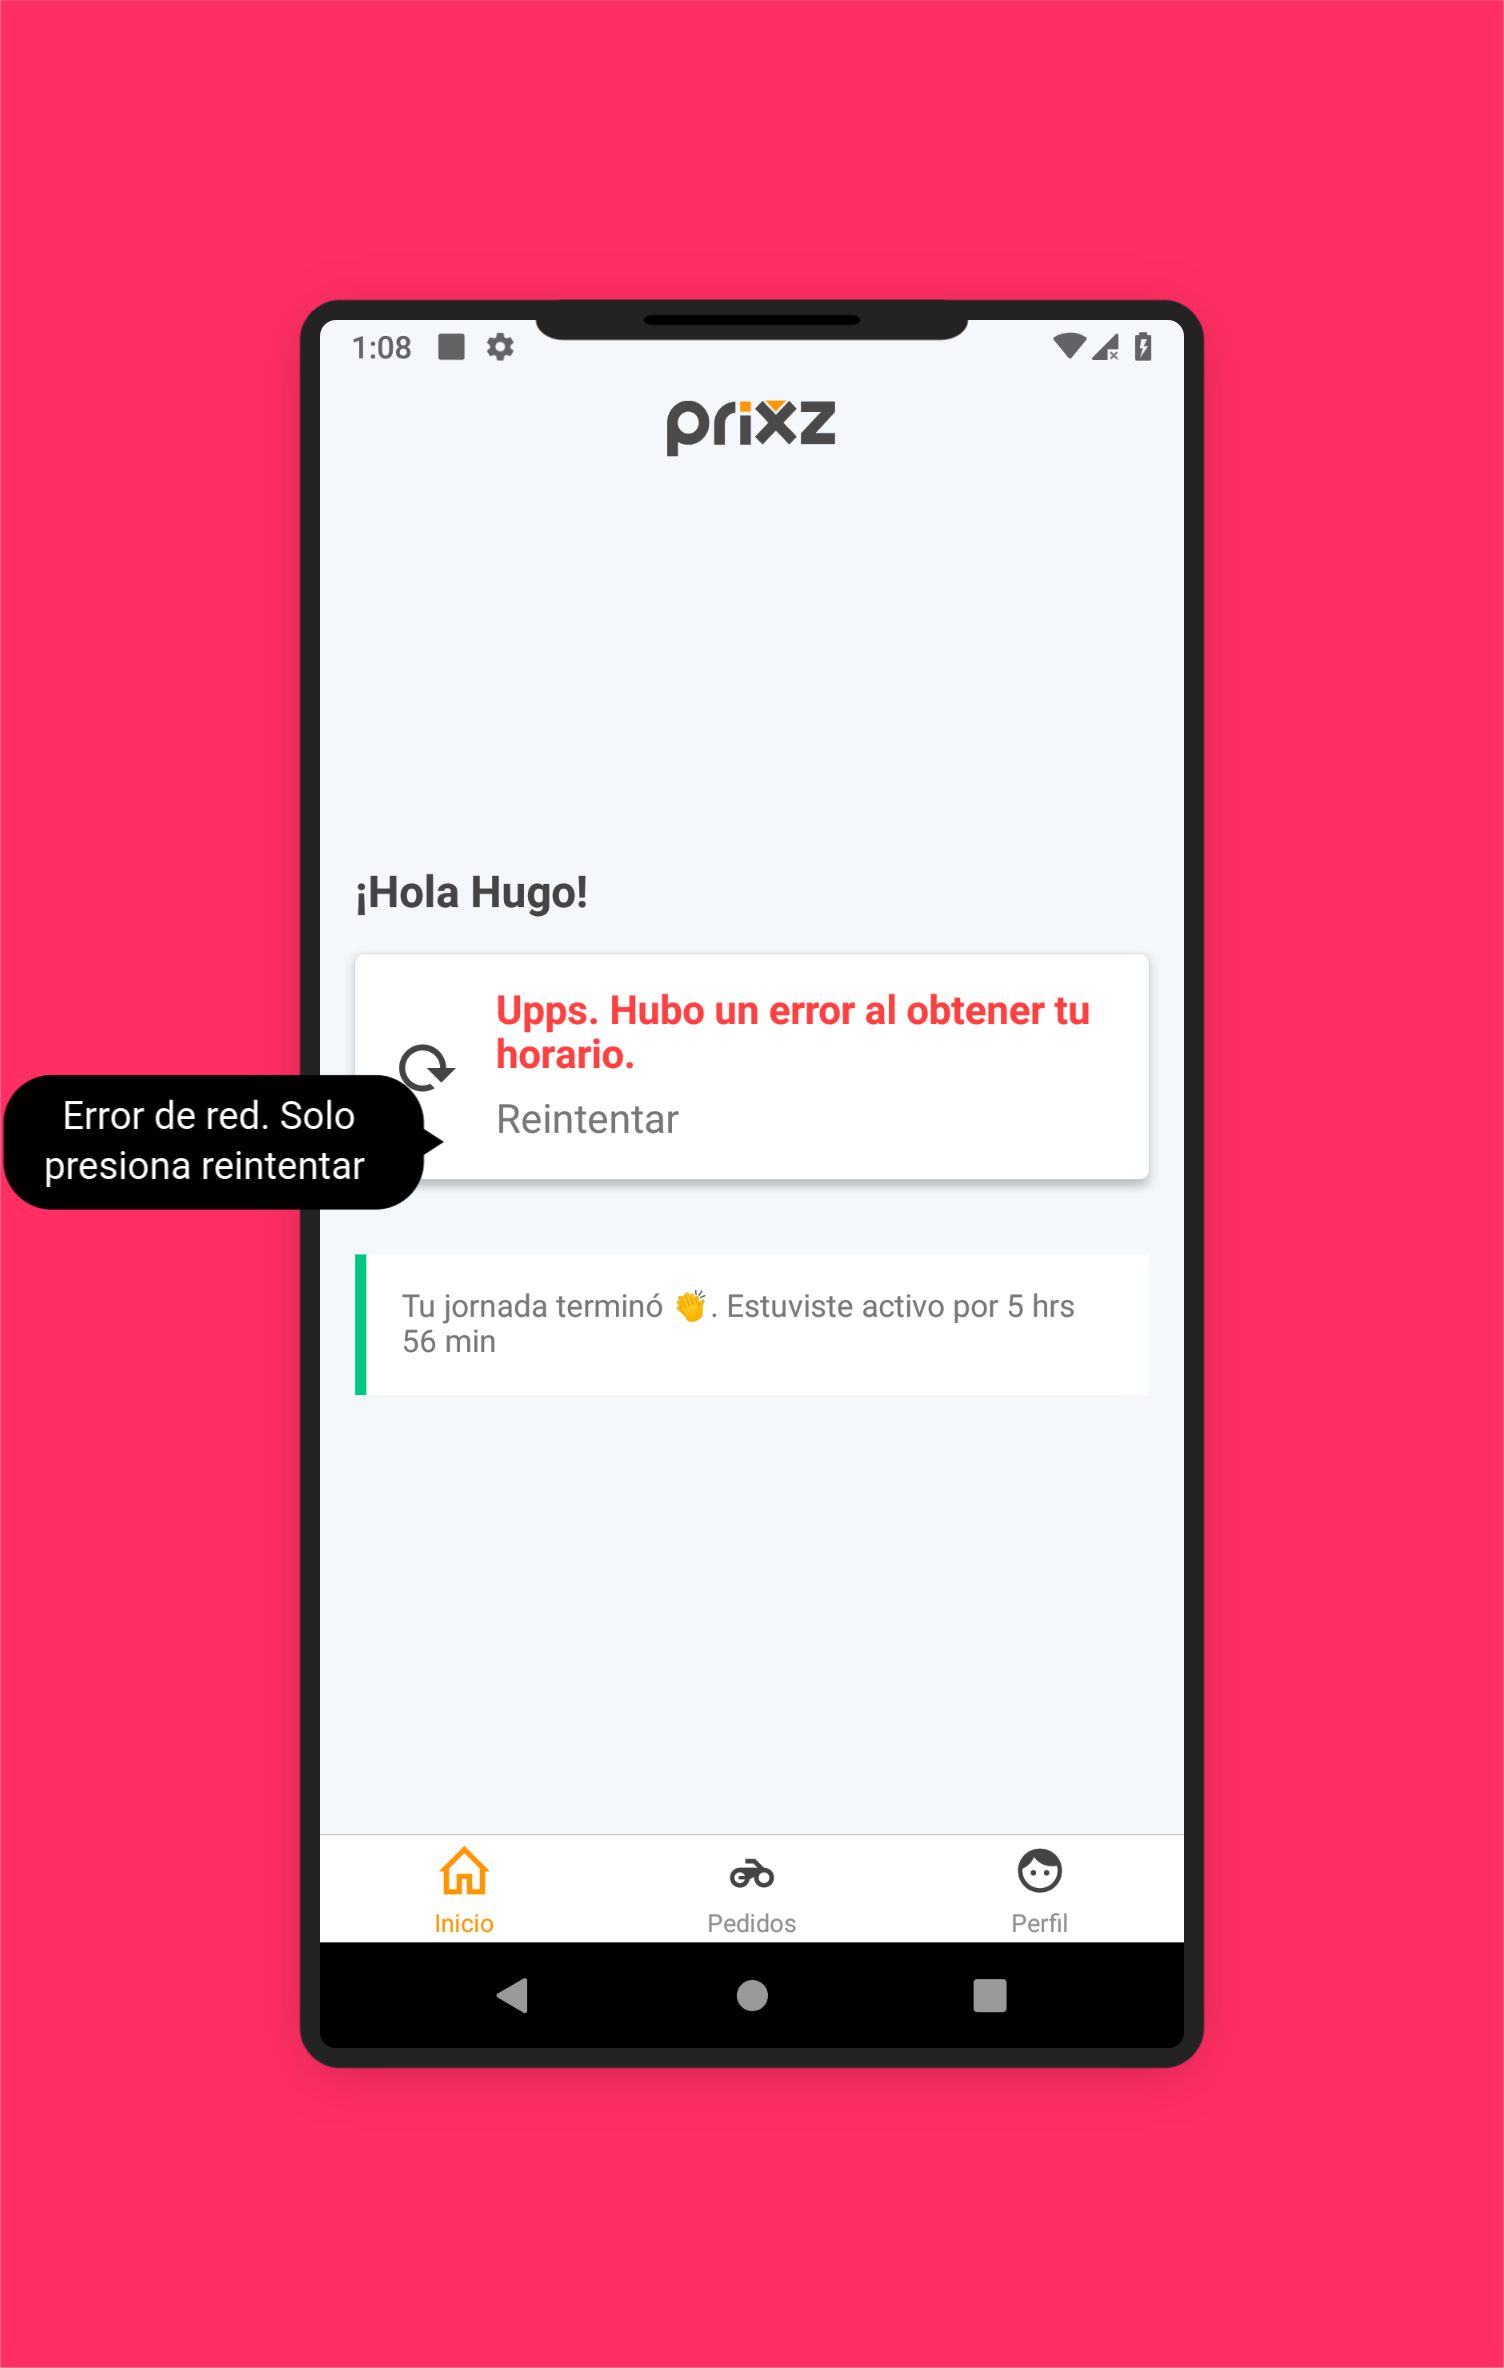 1:08
prixz
¡Hola Hugo!
Upps. Hubo un error al obtener tu
horario.
Reintentar
Error de red. Solo
presiona reintentar
Tu jornada terminó 👏. Estuviste activo por 5 hrs
56 min
Inicio
Pedidos
Perfil